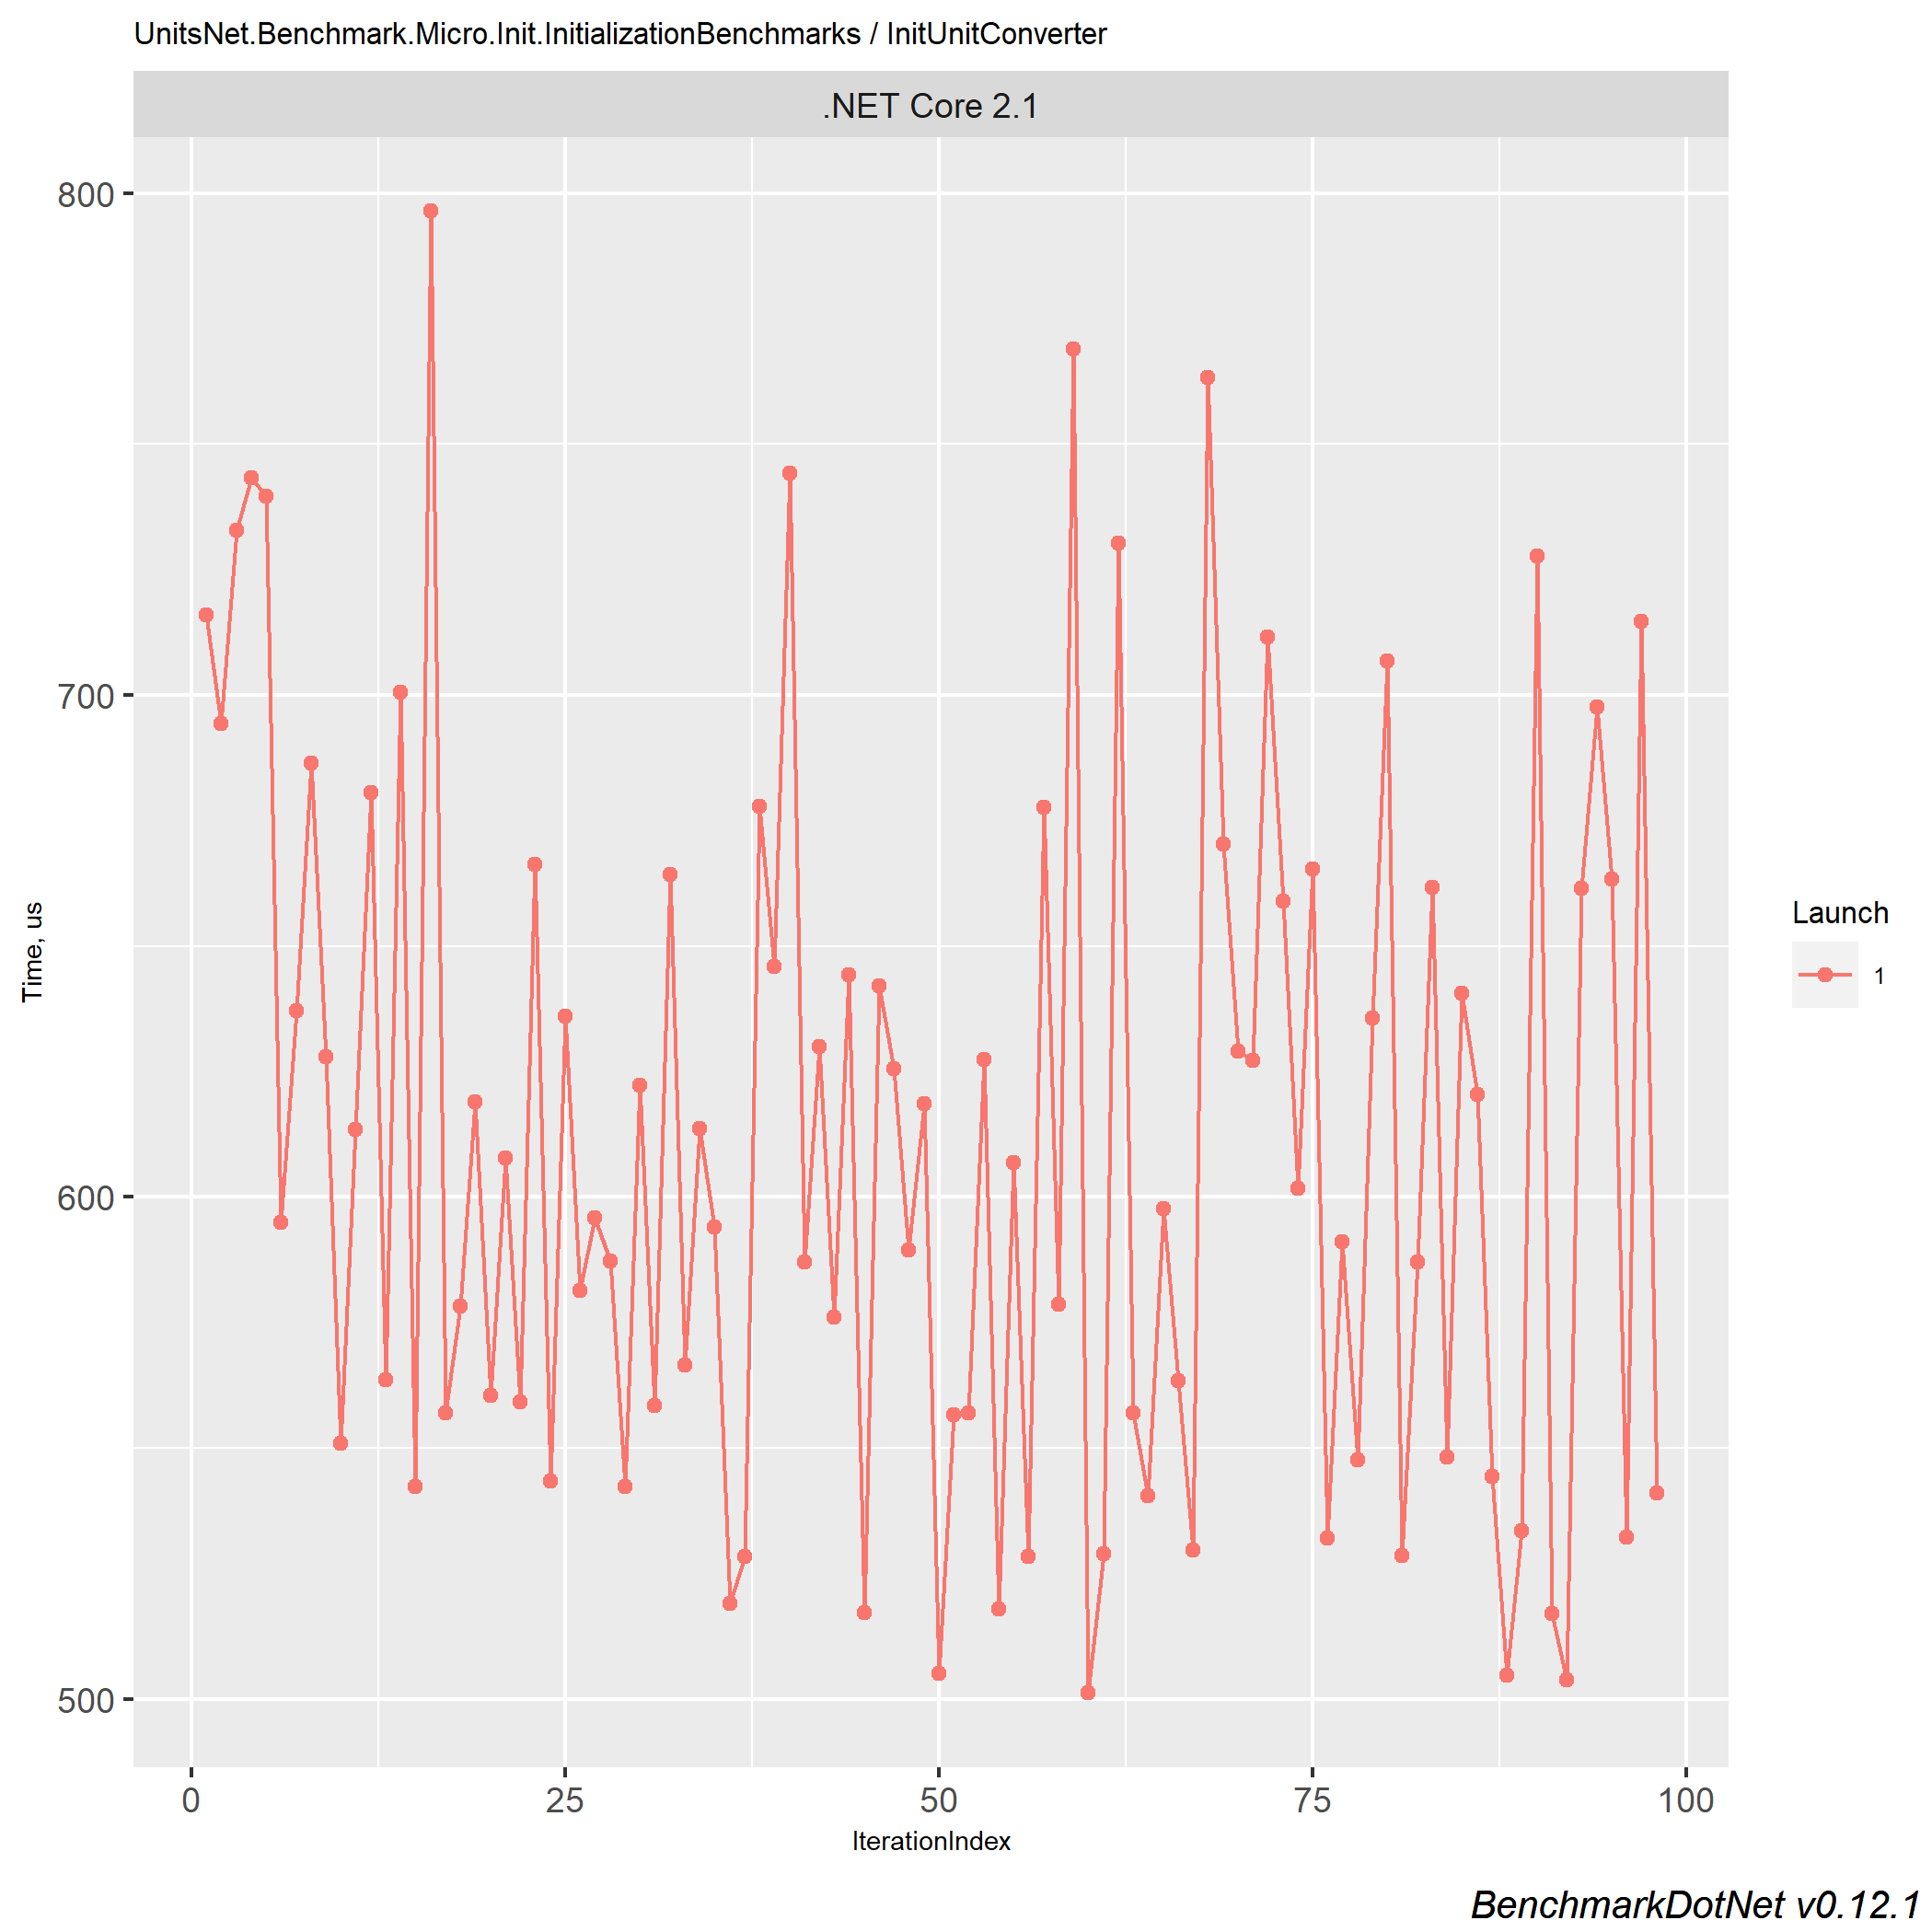 UnitsNet.Benchmark.Micro.Init.InitializationBenchmarks / InitUnitConverter
.NET Core 2.1
800
700
600
500
Time, us
0 25 50 75 100
IterationIndex
Launch
1
BenchmarkDotNet v0.12.1